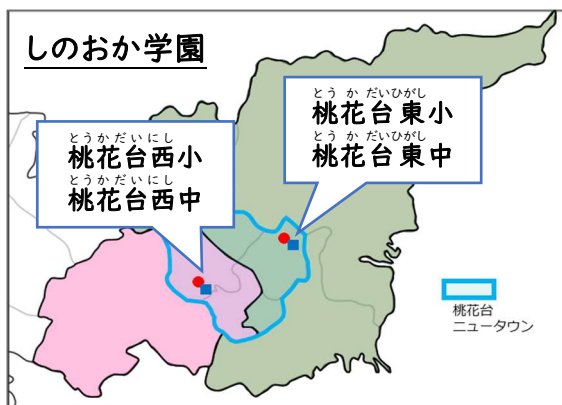 しのおか学園
とうかだいひがし
桃花台東小
とうかだいひがし
桃花台東中
とうかだいにし
桃花台西小
とうかだいにし
桃花台西中
桃花台
ニュータウン